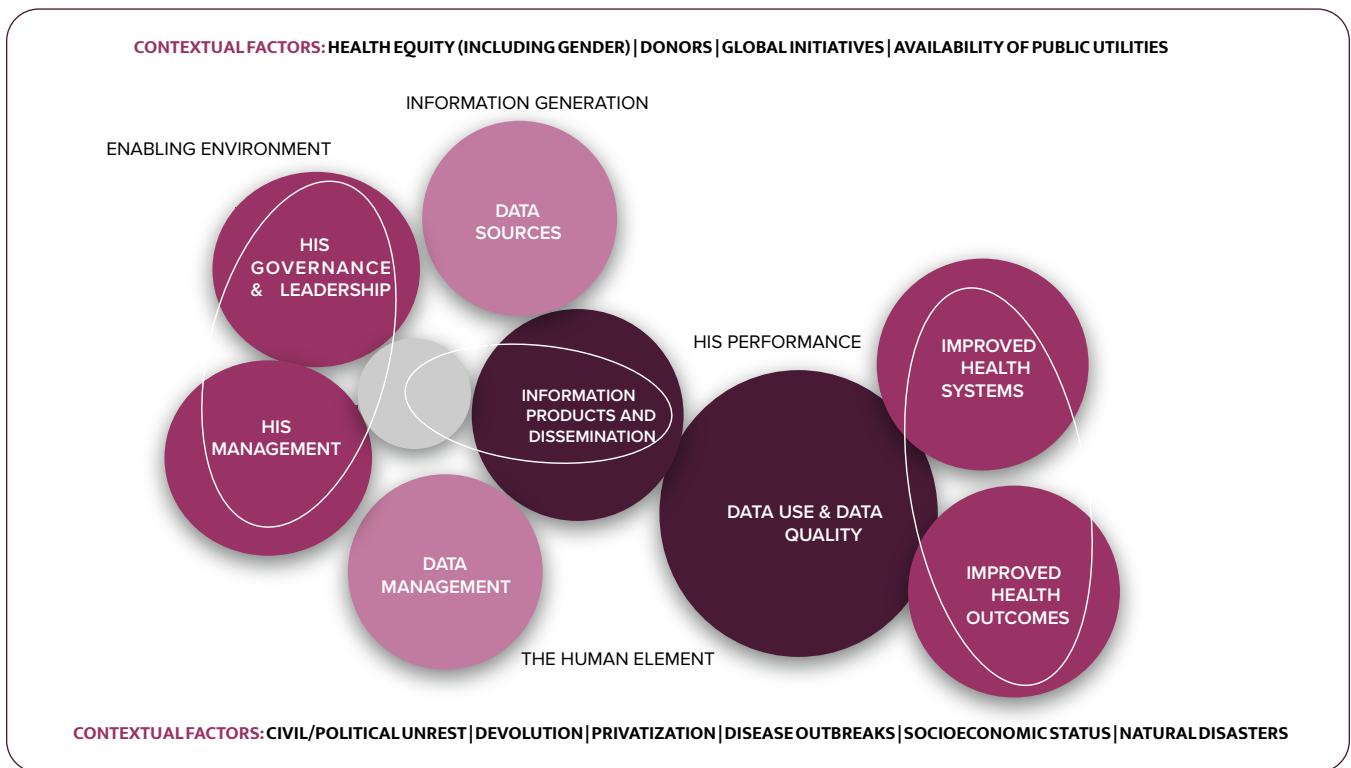 CONTEXTUAL FACTORS: HEALTH EQUITY (INCLUDING GENDER) | DONORS | GLOBAL INITIATIVES | AVAILABILITY OF PUBLIC UTILITIES
INFORMATION GENERATION
ENABLING ENVIRONMENT
DATA
SOURCES
HIS
GOVERNANCE
& LEADERSHIP
HIS PERFORMANCE
IMPROVED
HEALTH
SYSTEMS
INFORMATION
PRODUCTS AND
DISSEMINATION
HIS
MANAGEMENT
DATA USE & DATA
QUALITY
DATA
MANAGEMENT
IMPROVED
HEALTH
OUTCOMES
THE HUMAN ELEMENT
CONTEXTUAL FACTORS: CIVIL/POLITICAL UNREST | DEVOLUTION | PRIVATIZATION | DISEASE OUTBREAKS | SOCIOECONOMIC STATUS | NATURAL DISASTERS